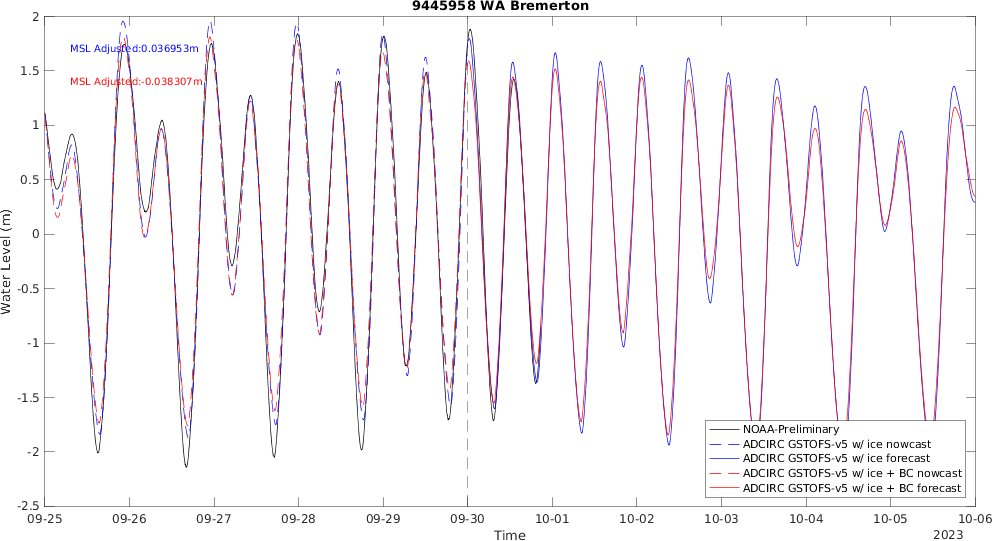 9445958 WA Bremerton
MSL Adjusted:0.036953m
MSL Adjusted:-0.038307m
Water Level (m)
2
1.5
1
0.5
0
-0.5
-1
-1.5
-2
-2.5
NOAA-Preliminary
ADCIRC GSTOFS-v5 w/ ice nowcast
ADCIRC GSTOFS-v5 w/ ice forecast
ADCIRC GSTOFS-v5 w/ ice + BC nowcast
ADCIRC GSTOFS-v5 w/ ice + BC forecast
09-25 09-26 09-27 09-28 09-29 09-30 10-01 10-02 10-03 10-04 10-05 10-06
Time
2023